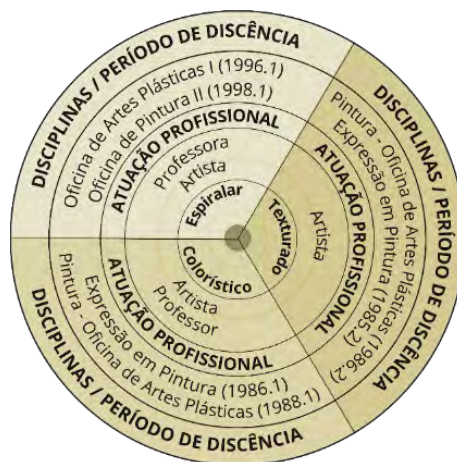 DISCIPLINAS / PERÍODO DE DISCÊNCIA
Oficina de Artes Plásticas I (1996.1)
Oficina de Pintura II (1998.1)
ATUAÇÃO PROFISSIONAL
Professora
Artista
Espiralar
DISCIPLINAS / PERÍODO DE DISCÊNCIA
Pintura - Oficina de Artes Plásticas (1986.2)
Expressão em Pintura (1985.2)
ATUAÇÃO PROFISSIONAL
Artista
Texturado
Colorístico
Artista
Professor
ATUAÇÃO PROFISSIONAL
Expressão em Pintura (1986.1)
Pintura - Oficina de Artes Plásticas (1988.1)
DISCIPLINAS / PERÍODO DE DISCÊNCIA